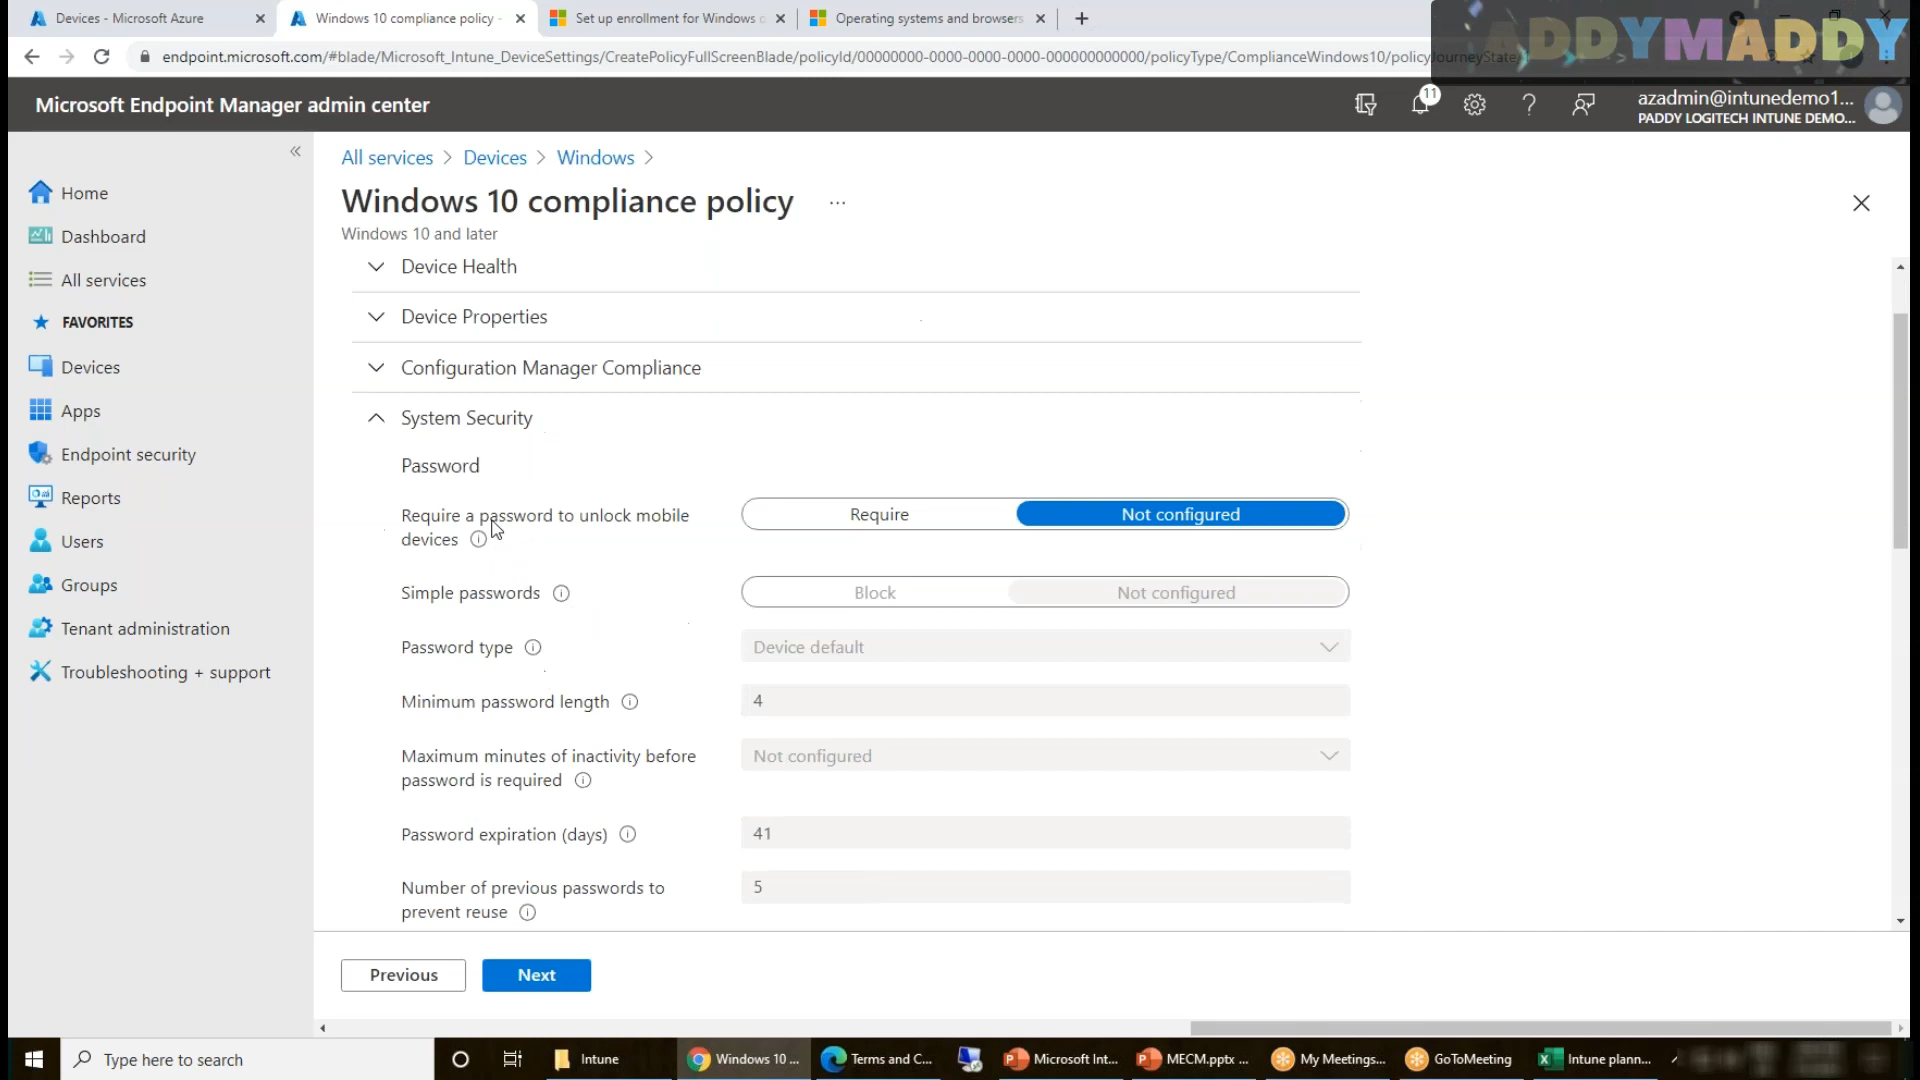 Devices - Microsoft Azure
Windows 10 compliance policy -
Set up enrollment for Windows
Operating systems and browsers
ADDYMADDY
endpoint.microsoft.com/#blade/Microsoft_Intune_DeviceSettings/CreatePolicyFullScreenBlade/policyId/00000000-0000-0000-0000-000000000000/policyType/ComplianceWindows10/policyJourneyState
Microsoft Endpoint Manager admin center
11
azadmin@intunedemo1...
PADDY LOGITECH INTUNE DEMO...
All services > Devices > Windows >
Windows 10 compliance policy ...
Windows 10 and later
Home
Dashboard
All services
FAVORITES
Devices
Apps
Endpoint security
Reports
Users
Groups
Tenant administration
Troubleshooting + support
Device Health
Device Properties
Configuration Manager Compliance
System Security
Password
Require a password to unlock mobile
devices
Require
Not configured
Simple passwords
Block
Not configured
Password type
Device default
Minimum password length
4
Maximum minutes of inactivity before
password is required
Not configured
Password expiration (days)
41
Number of previous passwords to
prevent reuse
5
Previous
Next
Type here to search
Intune
Windows 10 ...
Terms and C...
Microsoft Int...
MECM.pptx ...
My Meetings...
GoToMeeting
Intune plann...